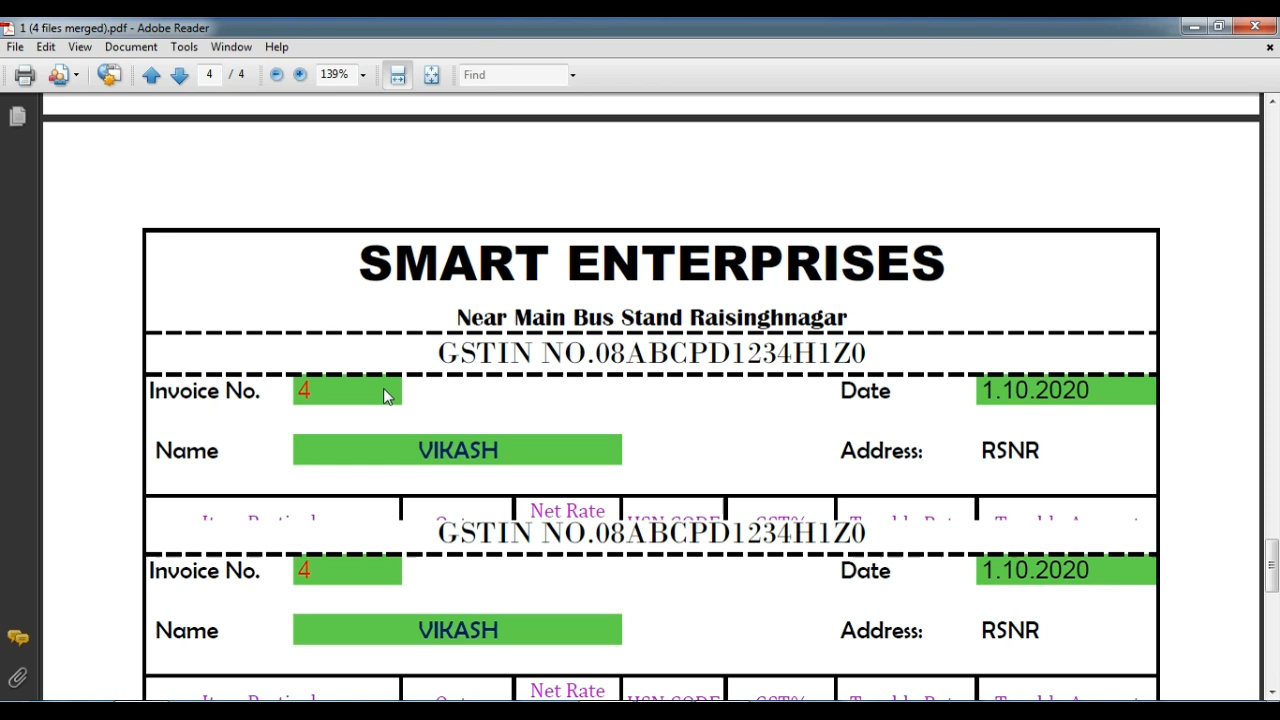 1 (4 files merged).pdf - Adobe Reader
File Edit View Document Tools Window Help
4 / 4 139% Find
SMART ENTERPRISES
Near Main Bus Stand Raisinghnagar
GSTIN NO.08ABCPD1234H1Z0
Invoice No. 4 Date 1.10.2020
Name VIKASH Address: RSNR
Net Rate
GSTIN NO.08ABCPD1234H1Z0
Invoice No. 4 Date 1.10.2020
Name VIKASH Address: RSNR
Net Rate